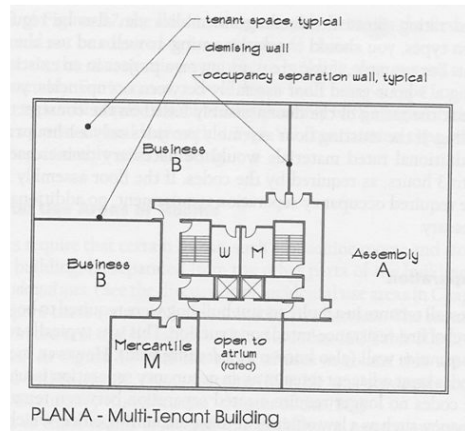 tenant space, typical
demising wall
occupancy separation wall, typical
Business
B
W M
Assembly
A
Business
B
Mercantile
M
open to
atrium
(rated)
PLAN A - Multi-Tenant Building